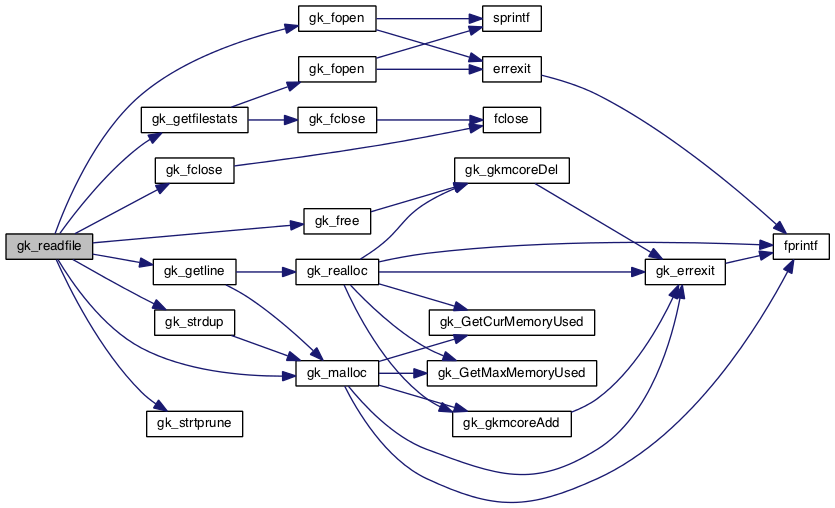 gk_fopen
sprintf
gk_fopen
errexit
gk_getfilestats
gk_fclose
fclose
gk_fclose
gk_gkmcoreDel
gk_free
gk_readfile
fprintf
gk_getline
gk_realloc
gk_errexit
gk_strdup
gk_GetCurMemoryUsed
gk_malloc
gk_GetMaxMemoryUsed
gk_strtprune
gk_gkmcoreAdd